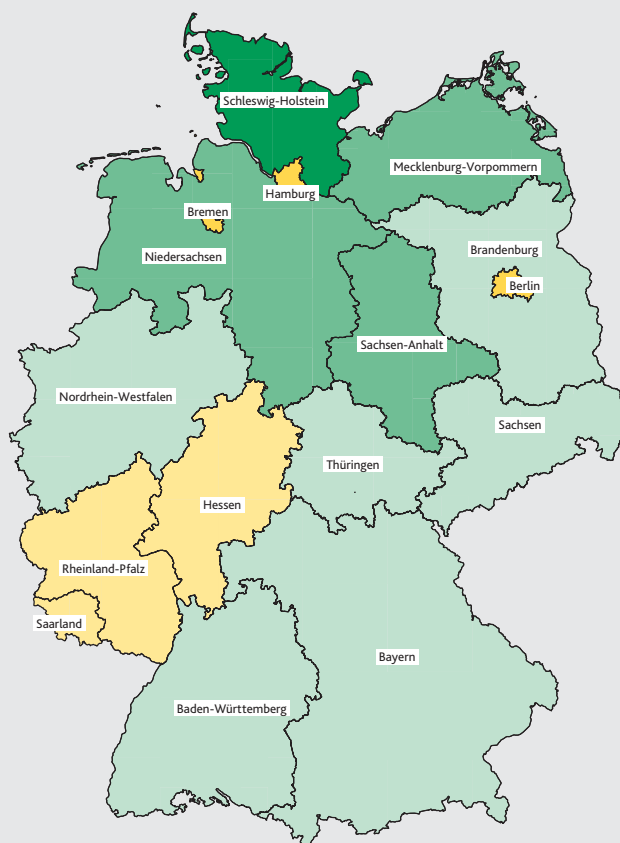 Schleswig-Holstein
Mecklenburg-Vorpommern
Hamburg
Bremen
Brandenburg
Niedersachsen
Berlin
Sachsen-Anhalt
Nordrhein-Westfalen
Sachsen
Thüringen
Hessen
Rheinland-Pfalz
Saarland
Bayern
Baden-Württemberg